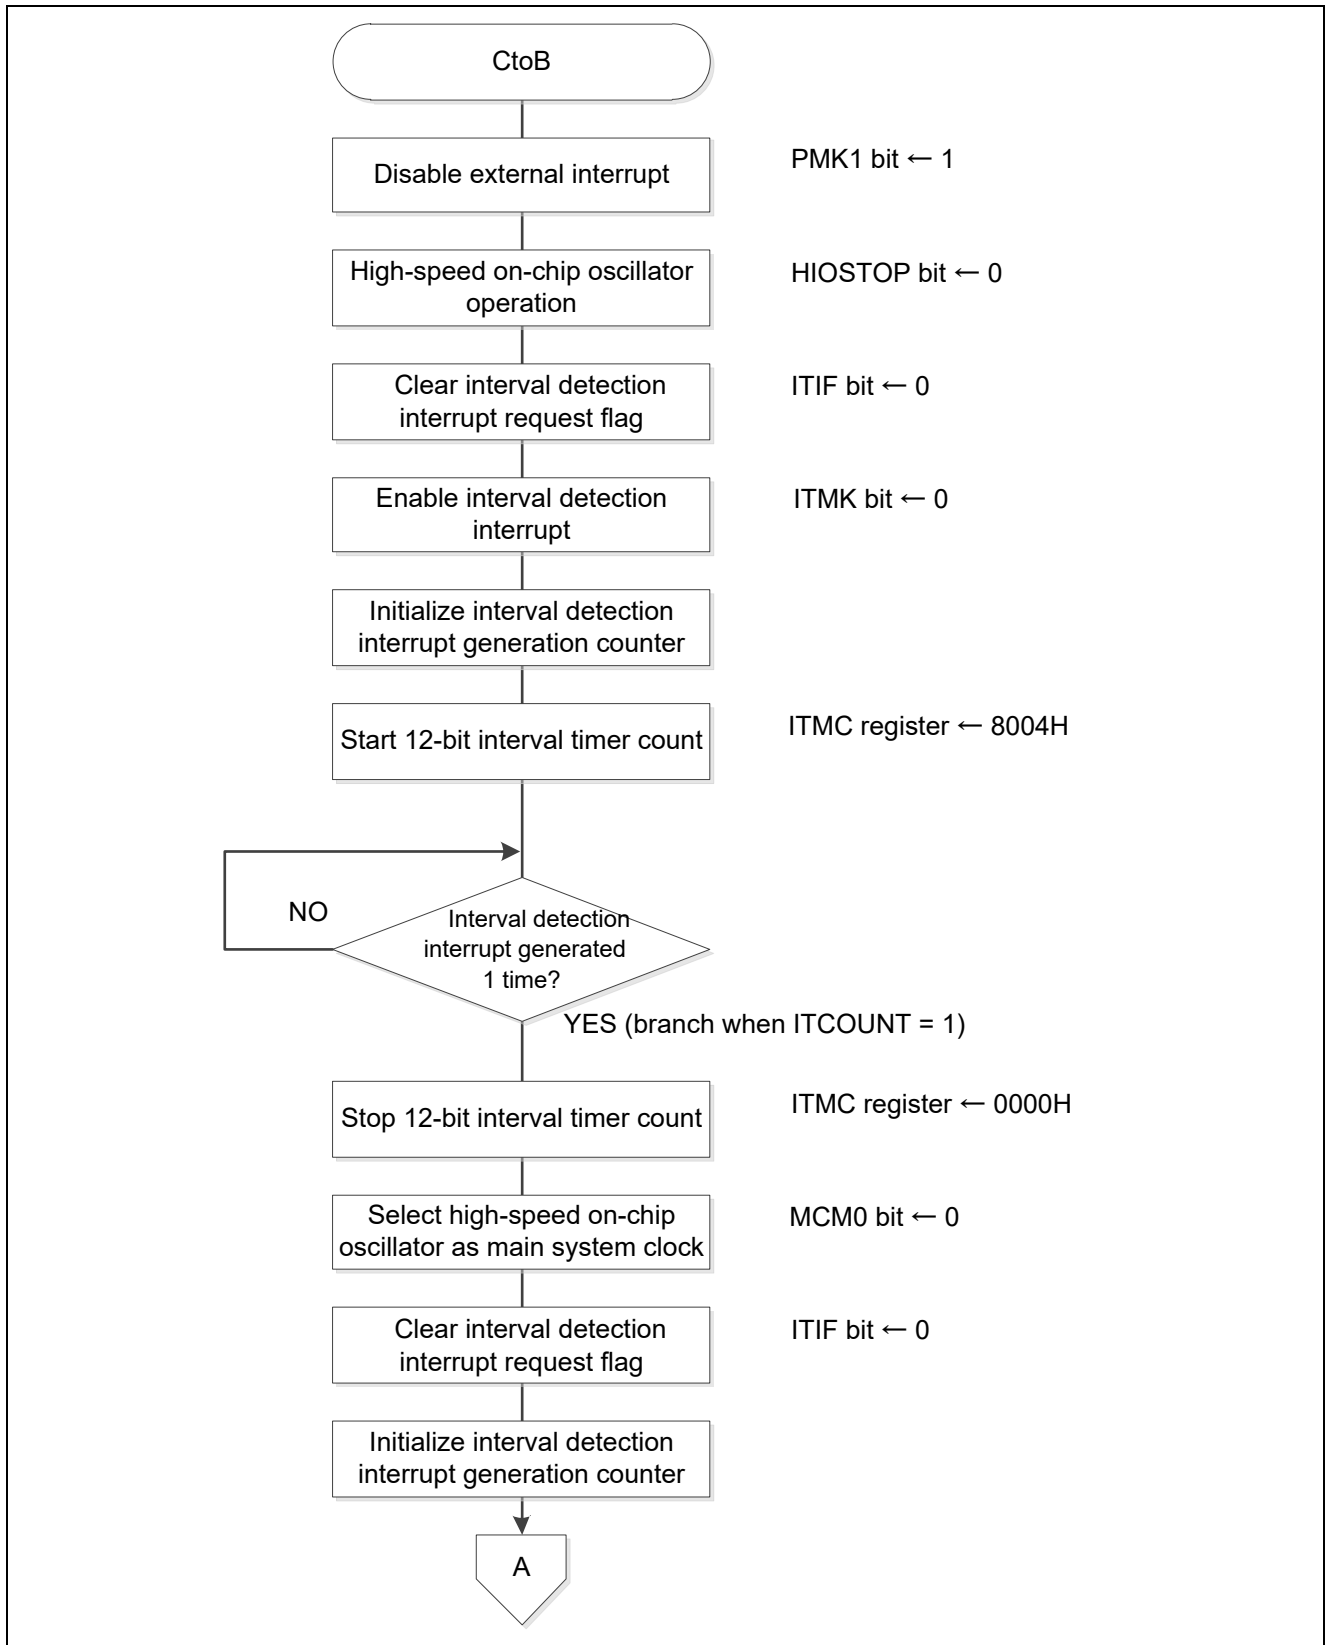 CtoB
Disable external interrupt
PMK1 bit ← 1
High-speed on-chip oscillator
operation
HIOSTOP bit ← 0
Clear interval detection
interrupt request flag
ITIF bit ← 0
Enable interval detection
interrupt
ITMK bit ← 0
Initialize interval detection
interrupt generation counter
Start 12-bit interval timer count
ITMC register ← 8004H
NO
Interval detection
interrupt generated
1 time?
YES (branch when ITCOUNT = 1)
Stop 12-bit interval timer count
ITMC register ← 0000H
Select high-speed on-chip
oscillator as main system clock
MCM0 bit ← 0
Clear interval detection
interrupt request flag
ITIF bit ← 0
Initialize interval detection
interrupt generation counter
A